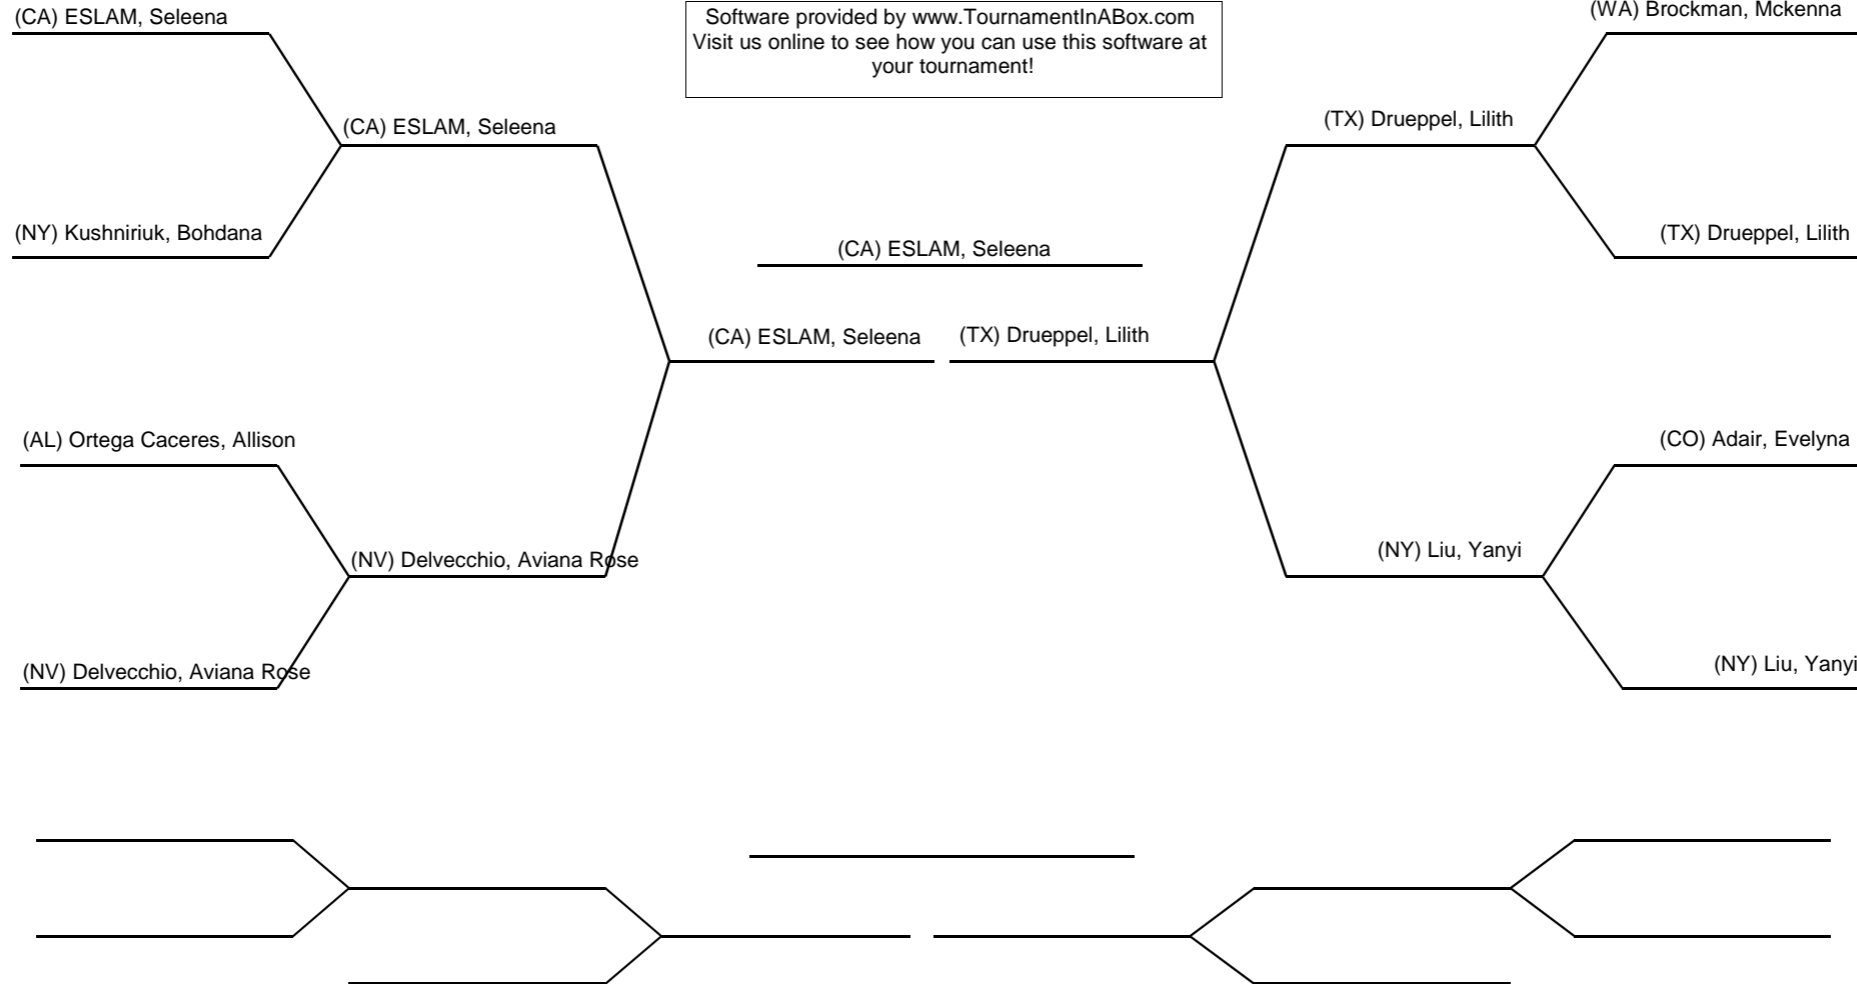 (CA) ESLAM, Seleena
Software provided by www.TournamentInABox.com
Visit us online to see how you can use this software at
your tournament!
(WA) Brockman, Mckenna
(CA) ESLAM, Seleena
(TX) Drueppel, Lilith
(NY) Kushniriuk, Bohdana
(CA) ESLAM, Seleena
(TX) Drueppel, Lilith
(CA) ESLAM, Seleena
(TX) Drueppel, Lilith
(AL) Ortega Caceres, Allison
(CO) Adair, Evelyna
(NV) Delvecchio, Aviana Rose
(NY) Liu, Yanyi
(NV) Delvecchio, Aviana Rose
(NY) Liu, Yanyi